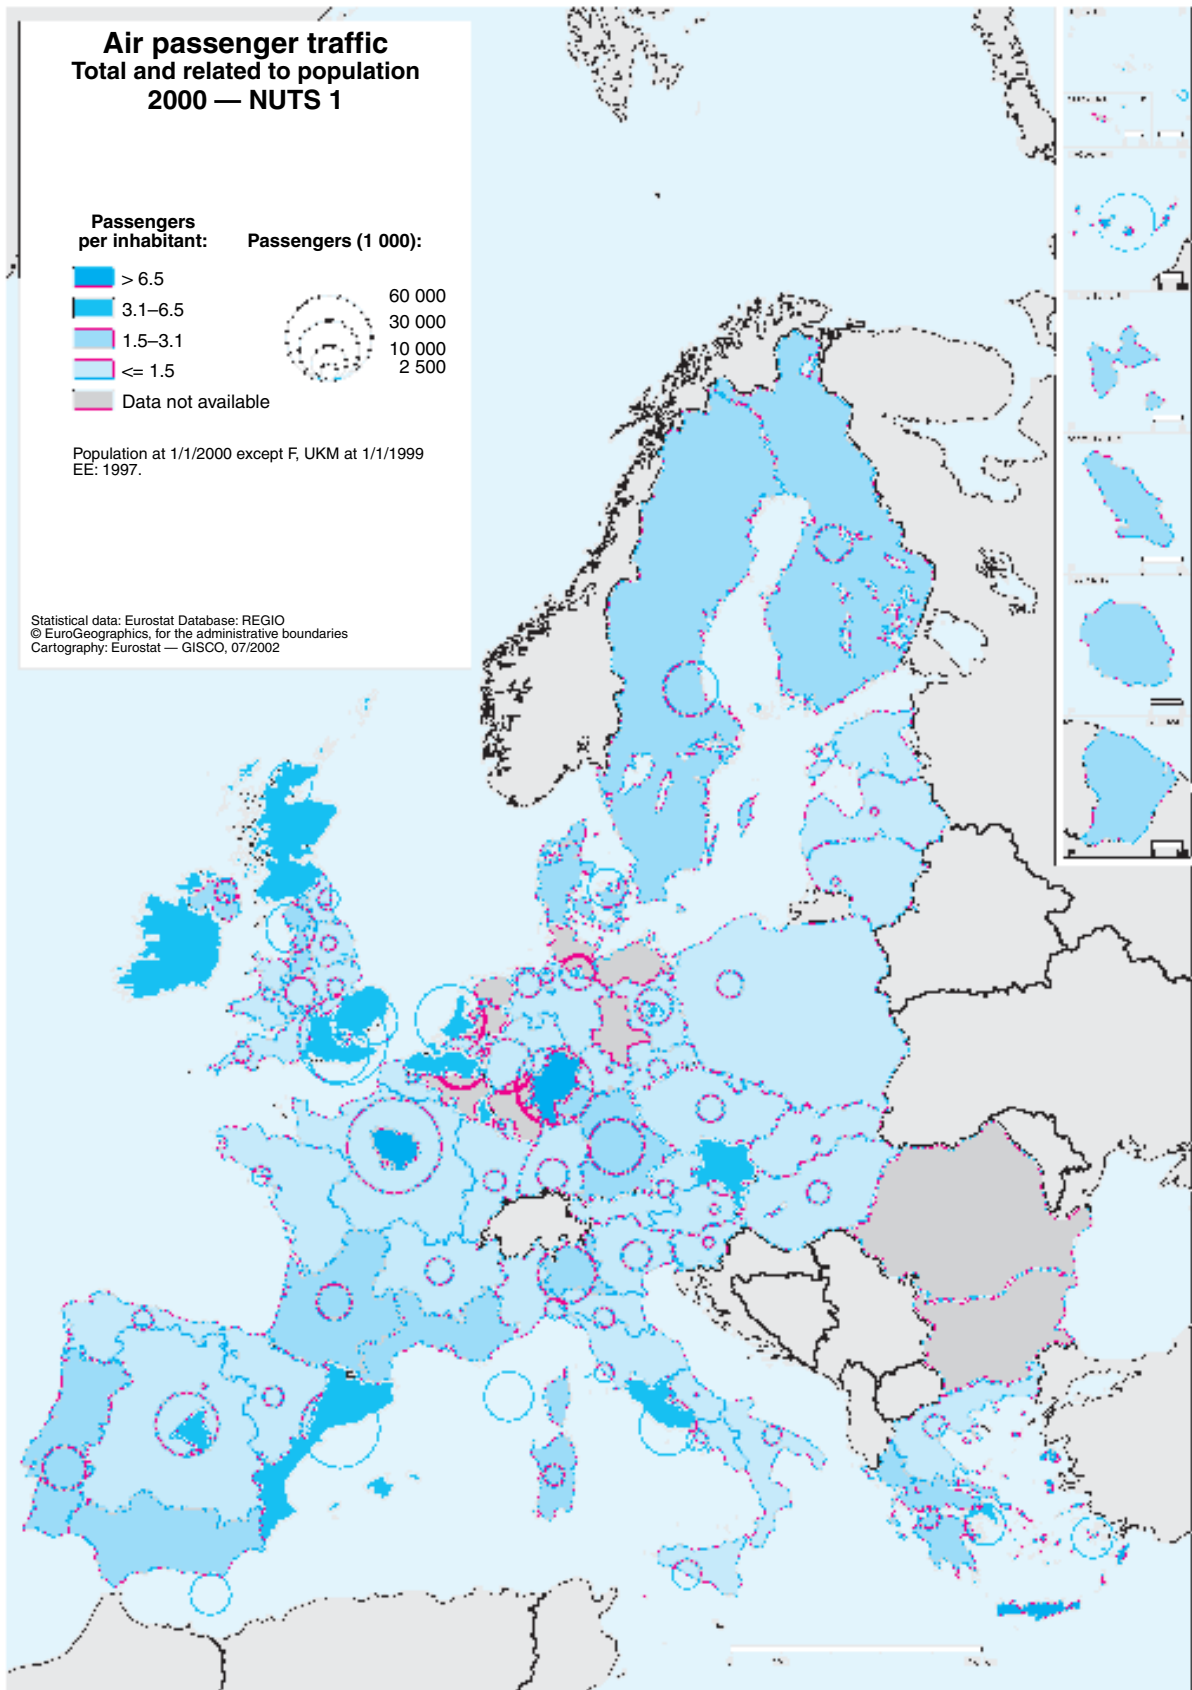 Air passenger traffic
Total and related to population
2000 — NUTS 1
Passengers
per inhabitant:
Passengers (1 000):
> 6.5
3.1–6.5
1.5–3.1
<= 1.5
Data not available
60 000
30 000
10 000
2 500
Population at 1/1/2000 except F, UKM at 1/1/1999
EE: 1997.
Statistical data: Eurostat Database: REGIO
© EuroGeographics, for the administrative boundaries
Cartography: Eurostat — GISCO, 07/2002